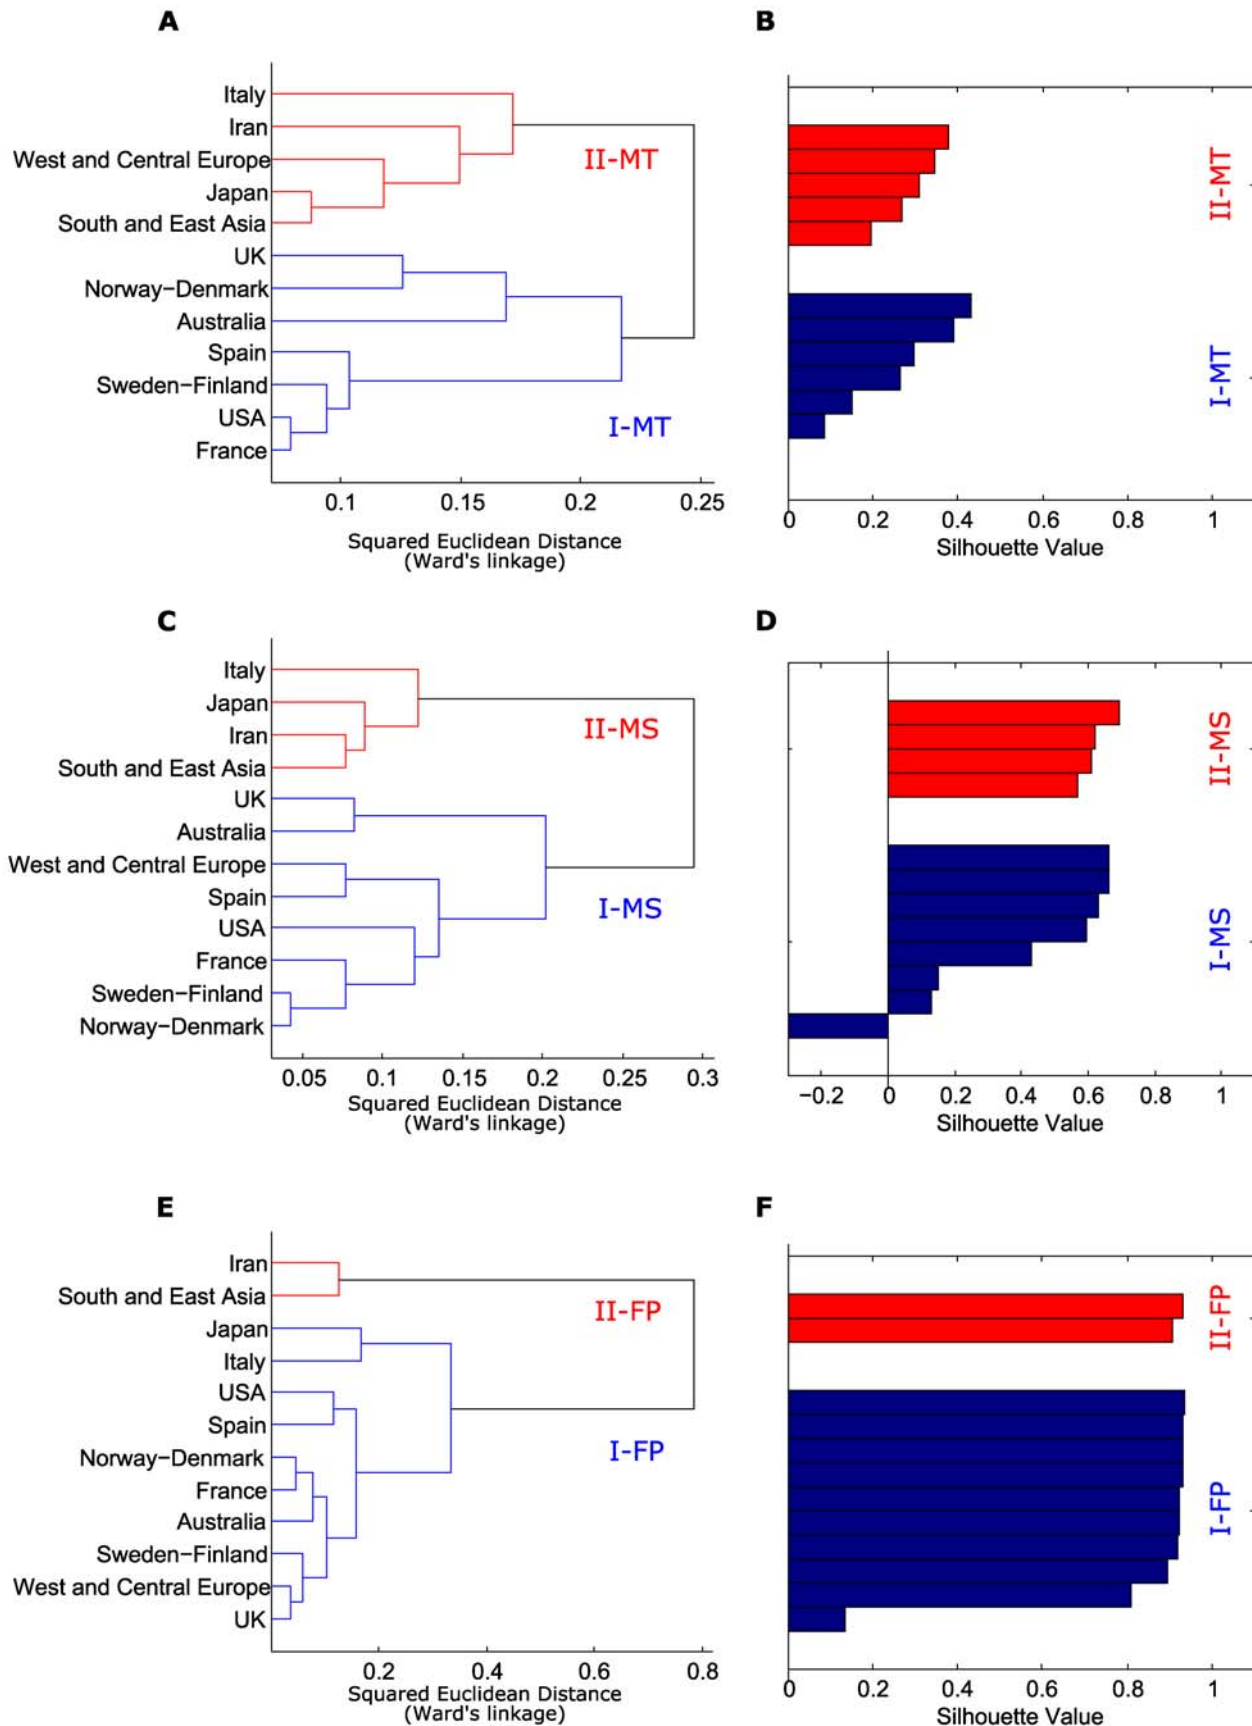 A
Italy
Iran
West and Central Europe
Japan
South and East Asia
UK
Norway−Denmark
Australia
Spain
Sweden−Finland
USA
France
II-MT
I-MT
0.1 0.15 0.2 0.25
Squared Euclidean Distance
(Ward's linkage)
B
II-MT
I-MT
0 0.2 0.4 0.6 0.8 1
Silhouette Value
C
Italy
Japan
Iran
South and East Asia
UK
Australia
West and Central Europe
Spain
USA
France
Sweden−Finland
Norway−Denmark
II-MS
I-MS
0.05 0.1 0.15 0.2 0.25 0.3
Squared Euclidean Distance
(Ward's linkage)
D
II-MS
I-MS
−0.2 0 0.2 0.4 0.6 0.8 1
Silhouette Value
E
Iran
South and East Asia
Japan
Italy
USA
Spain
Norway−Denmark
France
Australia
Sweden−Finland
West and Central Europe
UK
II-FP
I-FP
0.2 0.4 0.6 0.8
Squared Euclidean Distance
(Ward's linkage)
F
II-FP
I-FP
0 0.2 0.4 0.6 0.8 1
Silhouette Value